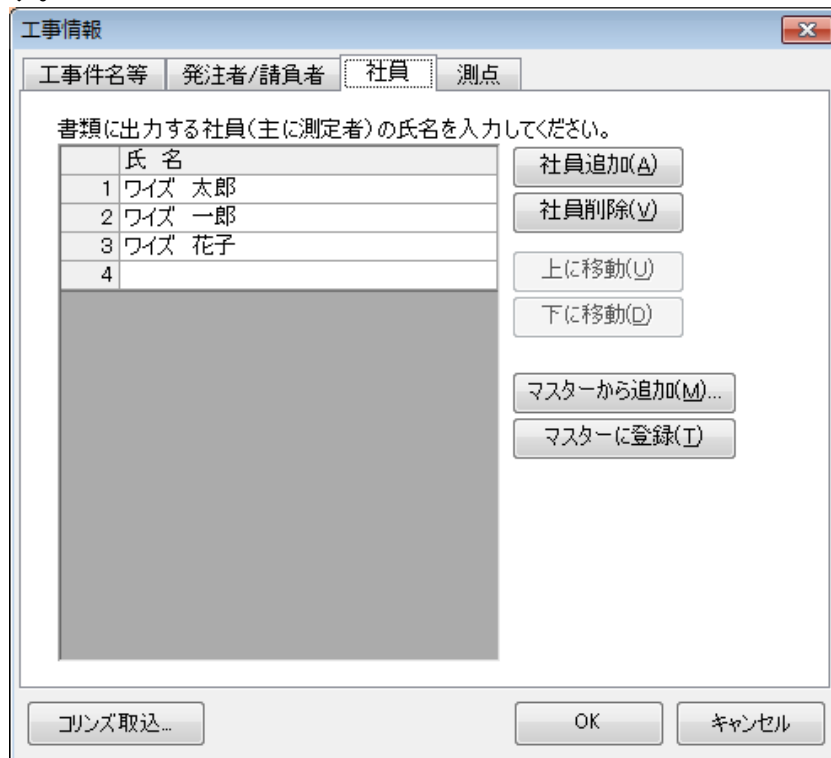 工事情報
工事件名等 発注者/請負者 社員 測点
書類に出力する社員(主に測定者)の氏名を入力してください。
氏 名
1 ワイズ 太郎
2 ワイズ 一郎
3 ワイズ 花子
4
社員追加(A)
社員削除(V)
上に移動(U)
下に移動(D)
マスターから追加(M)...
マスターに登録(T)
コリンズ取込...
OK キャンセル